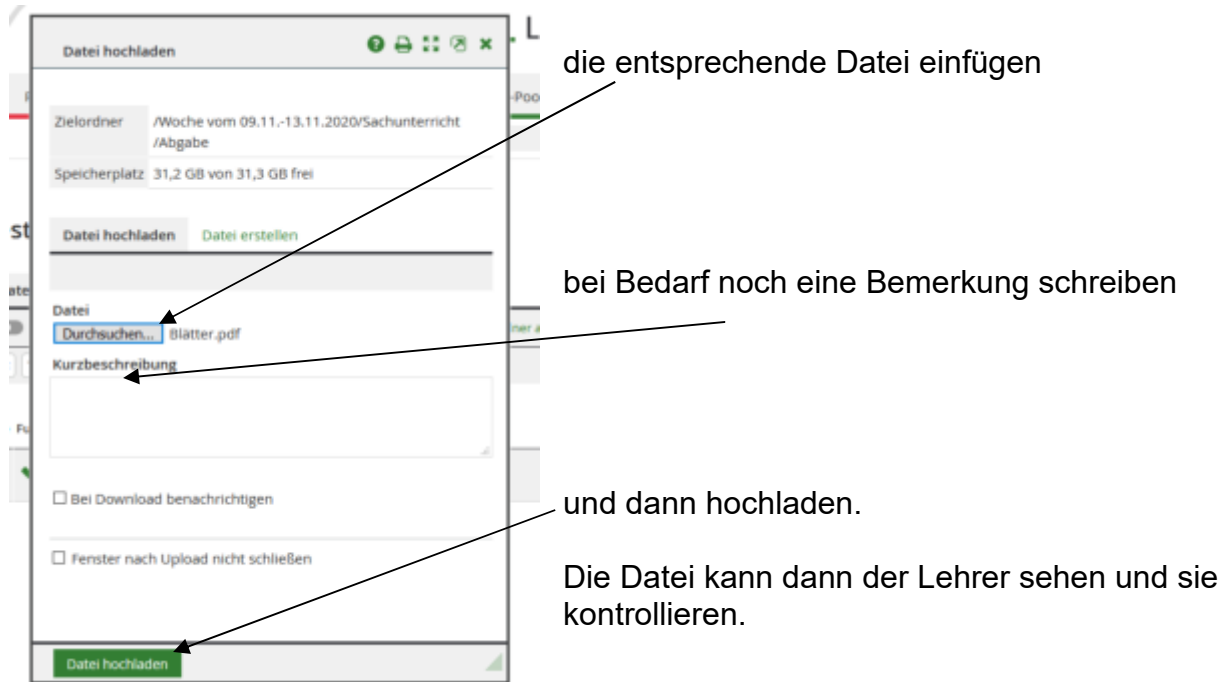 Datei hochladen
die entsprechende Datei einfügen
Zielordner /Woche vom 09.11.-13.11.2020/Sachunterricht
/Abgabe
Speicherplatz 31,2 GB von 31,3 GB frei
Datei hochladen Datei erstellen
bei Bedarf noch eine Bemerkung schreiben
Datei
Durchsuchen... Blätter.pdf
Kurzbeschreibung
Bei Download benachrichtigen
und dann hochladen.
Fenster nach Upload nicht schließen
Die Datei kann dann der Lehrer sehen und sie
kontrollieren.
Datei hochladen